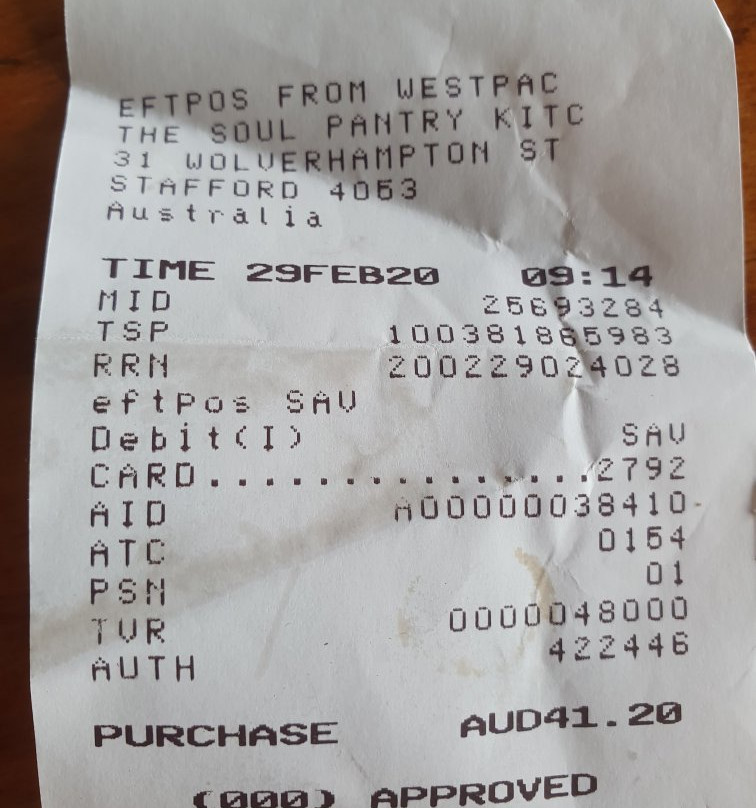 EFTPOS FROM WESTPAC
THE SOUL PANTRY KITC
31 WOLVERHAMPTON ST
STAFFORD 4053
Australia
TIME 29FEB20 09:14
MID 25693284
TSP 100381865983
RRN 200229024028
eftPos SAV
Debit(I) SAV
CARD................2792
AID A00000038410
ATC 0154
PSN 01
TVR 0000048000
AUTH 422446
PURCHASE AUD41.20
(000) APPROVED